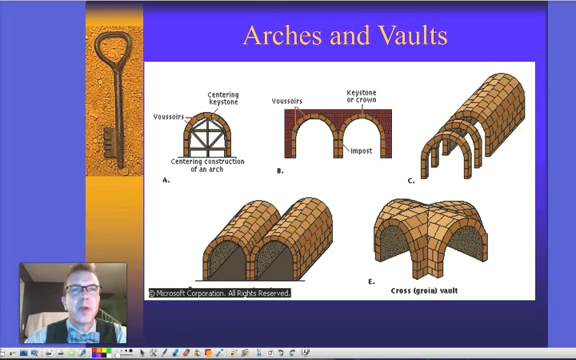 Arches and Vaults
Centering
keystone
Voussoirs
Centering construction
of an arch
A.
Voussoirs
Keystone
or crown
Impost
B.
C.
© Microsoft Corporation. All Rights Reserved.
E.
Cross (groin) vault